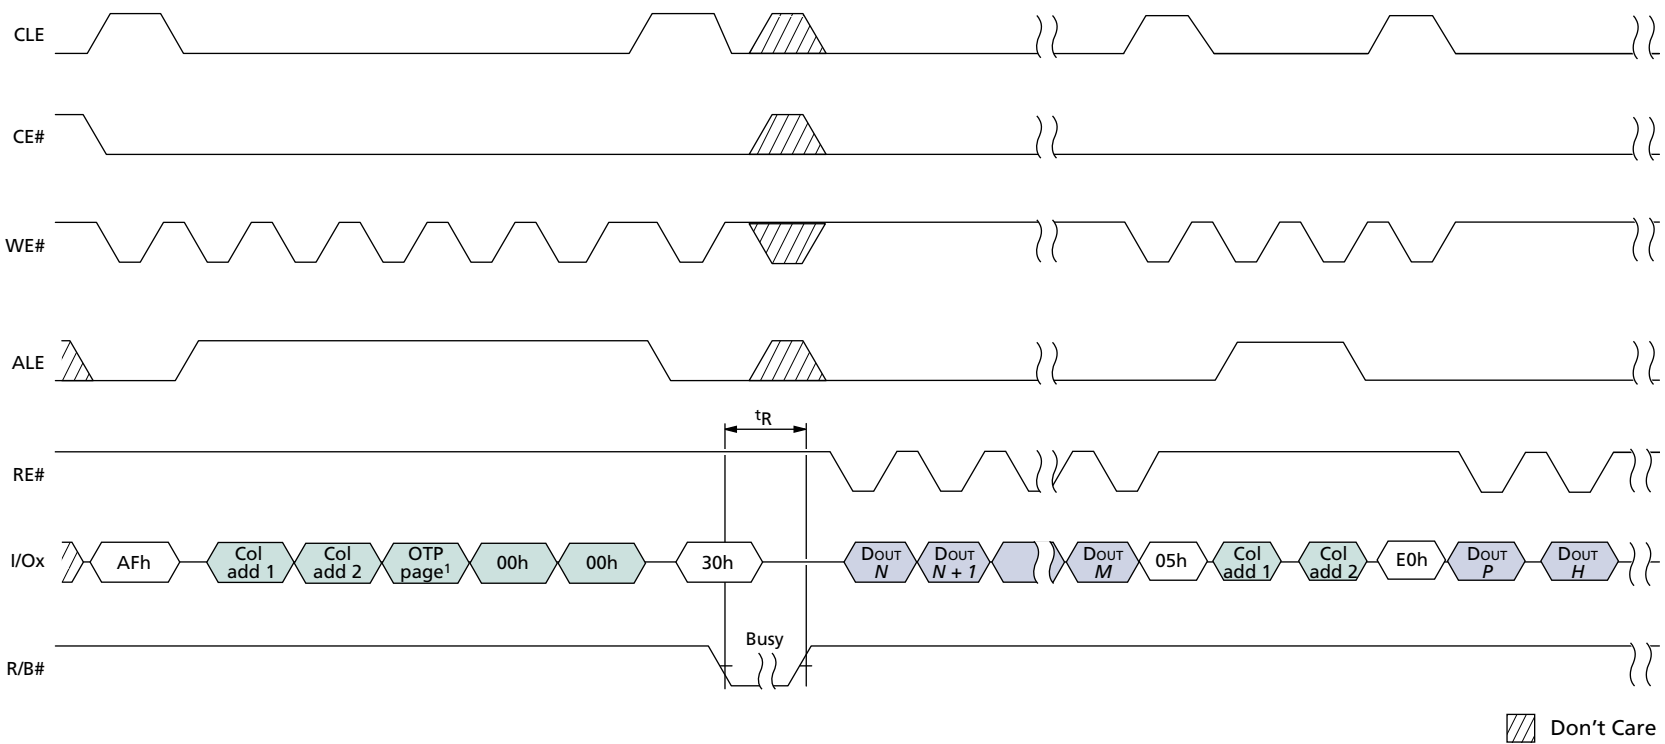 CLE
CE#
WE#
ALE
tR
RE#
I/Ox
AFh
Col add 1
Col add 2
OTP page1
00h
00h
30h
DOUT N
DOUT N + 1
DOUT M
05h
Col add 1
Col add 2
E0h
DOUT P
DOUT H
Busy
R/B#
Don't Care